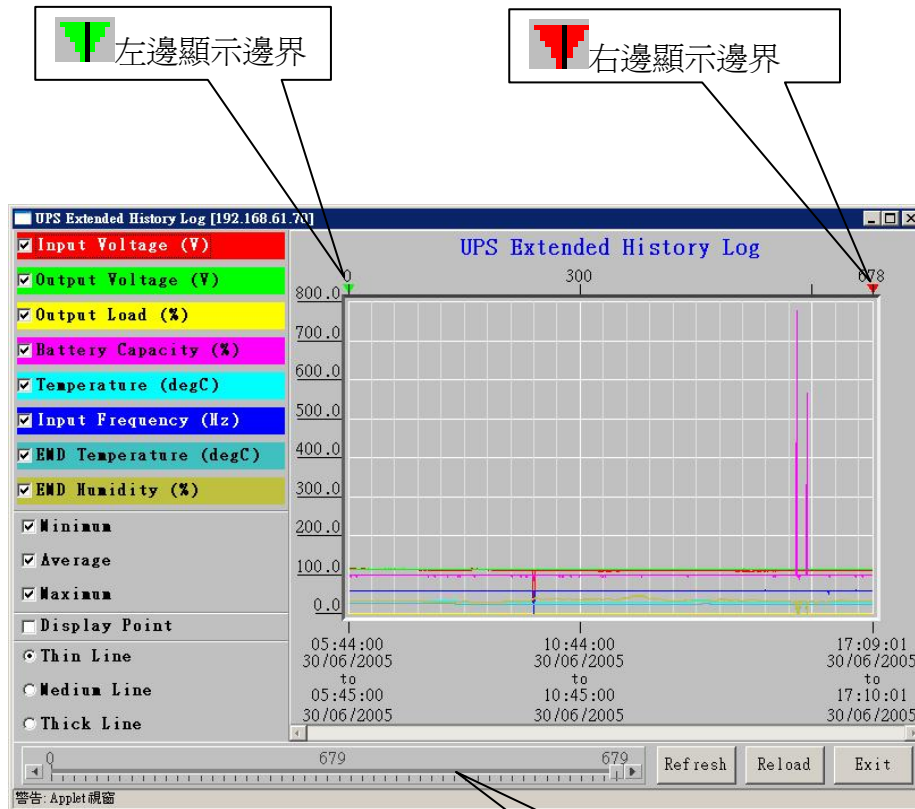 左邊顯示邊界
右邊顯示邊界
UPS Extended History Log [192.168.61.70]
Input Voltage (V)
Output Voltage (V)
Output Load (%)
Battery Capacity (%)
Temperature (degC)
Input Frequency (Hz)
EMD Temperature (degC)
EMD Humidity (%)
Minimum
Average
Maximum
Display Point
Thin Line
Medium Line
Thick Line
UPS Extended History Log
0 300 678
800.0
700.0
600.0
500.0
400.0
300.0
200.0
100.0
0.0
05:44:00 10:44:00 17:09:01
30/06/2005 30/06/2005 30/06/2005
to to to
05:45:00 10:45:00 17:10:01
30/06/2005 30/06/2005 30/06/2005
0 679 679
Refresh Reload Exit
警告: Applet 視窗